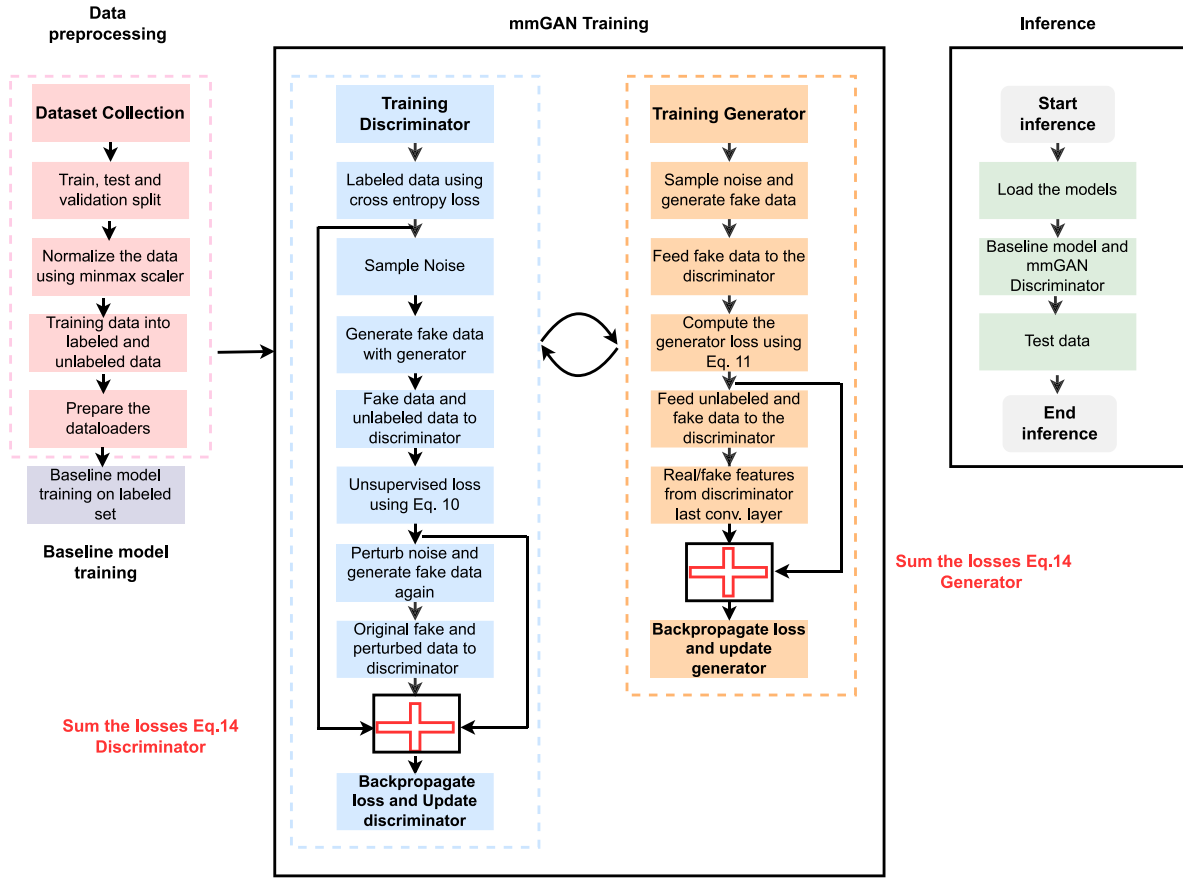 Data
preprocessing
Dataset Collection
Train, test and
validation split
Normalize the data
using minmax scaler
Training data into
labeled and
unlabeled data
Prepare the
dataloaders
Baseline model
training on labeled
set
Baseline model
training
mmGAN Training
Training
Discriminator
Labeled data using
cross entropy loss
Sample Noise
Generate fake data
with generator
Fake data and
unlabeled data to
discriminator
Unsupervised loss
using Eq. 10
Perturb noise and
generate fake data
again
Original fake and
perturbed data to
discriminator
Sum the losses Eq.14
Discriminator
Backpropagate
loss and Update
discriminator
Training Generator
Sample noise and
generate fake data
Feed fake data to the
discriminator
Compute the
generator loss using
Eq. 11
Feed unlabeled and
fake data to the
discriminator
Real/fake features
from discriminator
last conv. layer
Sum the losses Eq.14
Generator
Backpropagate loss
and update
generator
Inference
Start
inference
Load the models
Baseline model and
mmGAN
Discriminator
Test data
End
inference